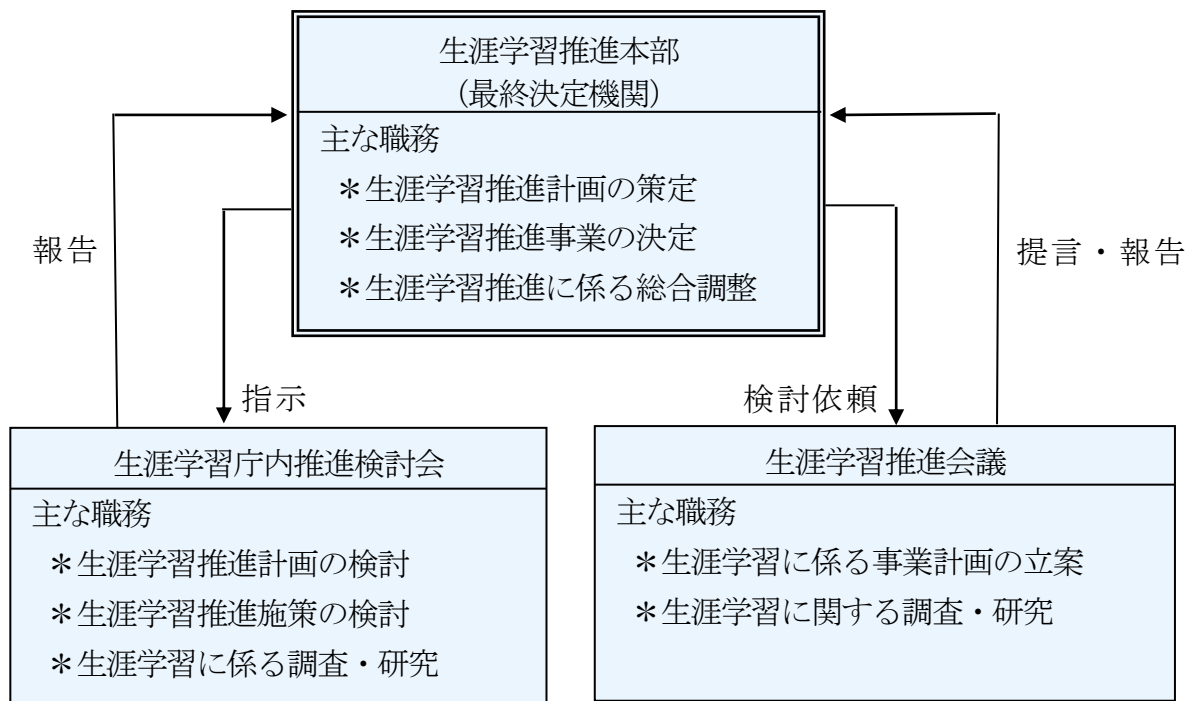 生涯学習推進本部
（最終決定機関）
主な職務
＊生涯学習推進計画の策定
＊生涯学習推進事業の決定
＊生涯学習推進に係る総合調整
報告
提言・報告
指示
検討依頼
生涯学習庁内推進検討会
主な職務
＊生涯学習推進計画の検討
＊生涯学習推進施策の検討
＊生涯学習に係る調査・研究
生涯学習推進会議
主な職務
＊生涯学習に係る事業計画の立案
＊生涯学習に関する調査・研究